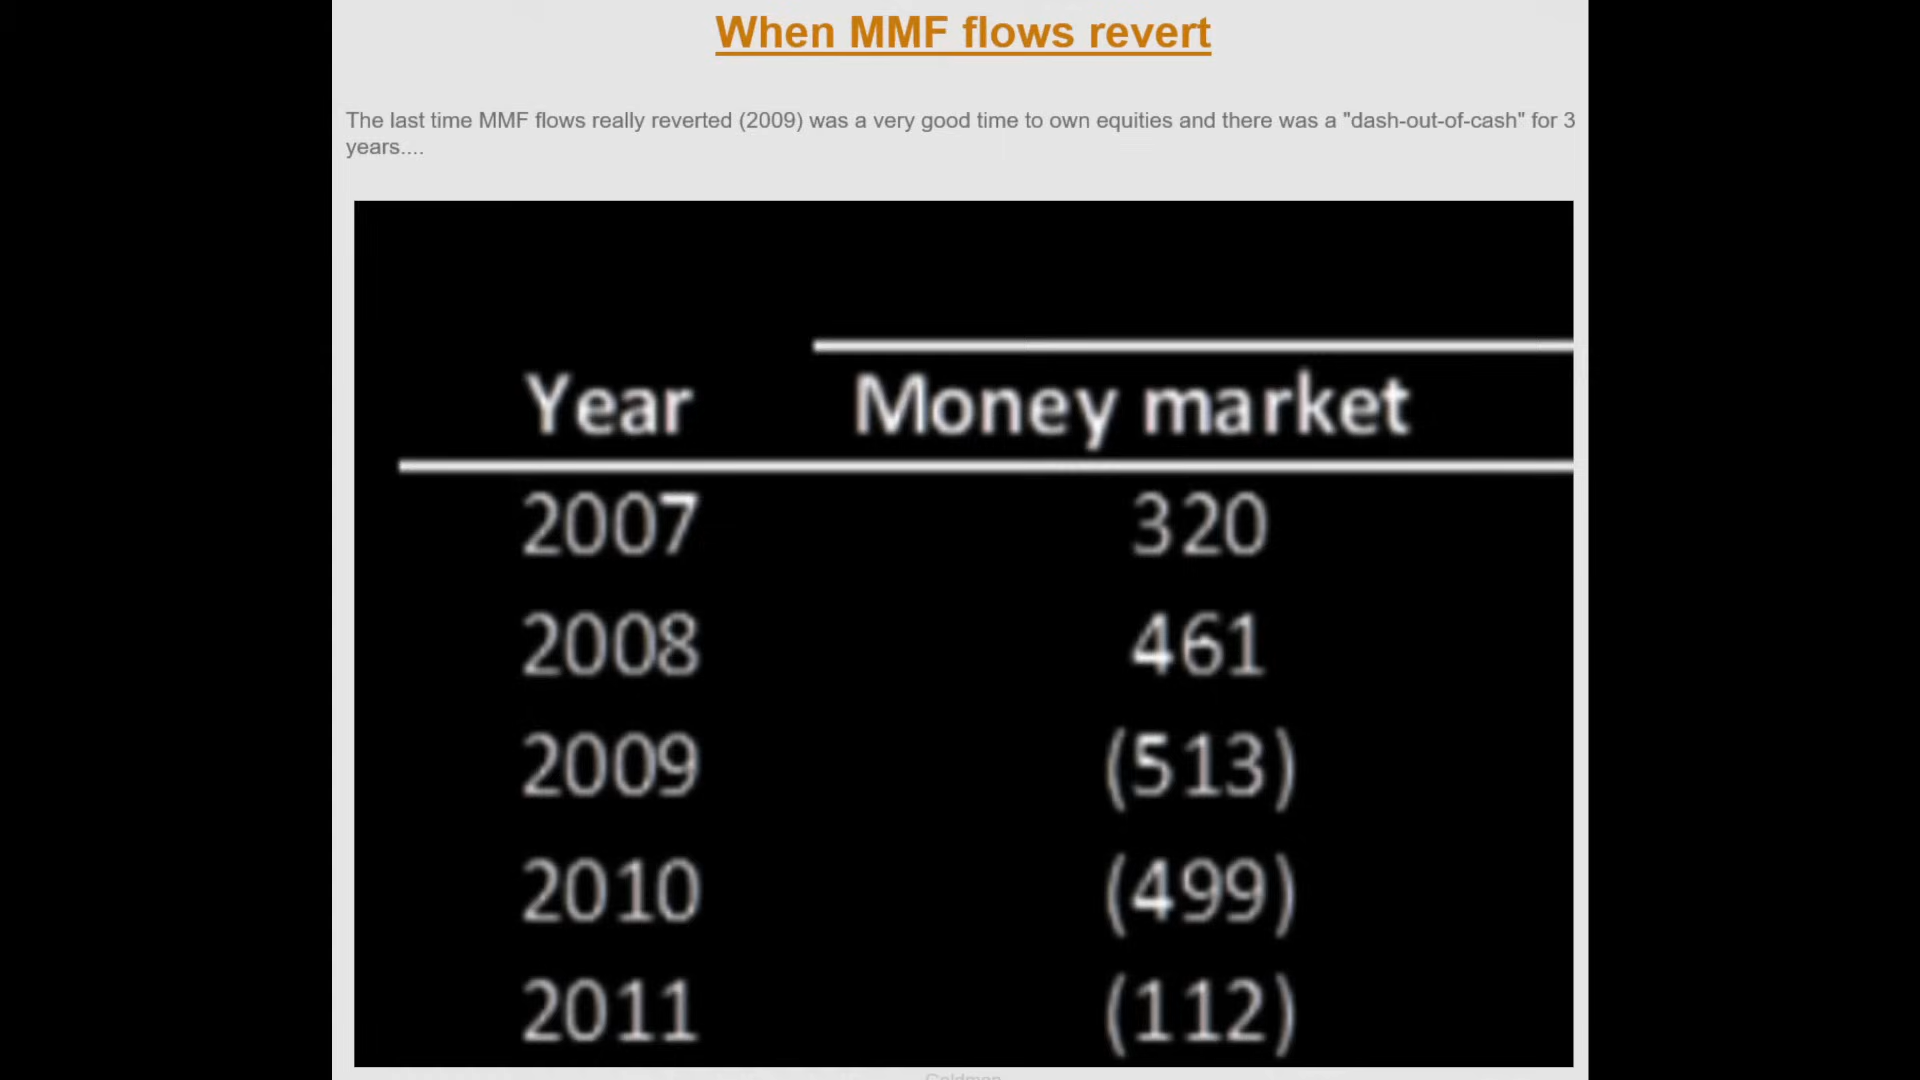 When MMF flows revert
The last time MMF flows really reverted (2009) was a very good time to own equities and there was a "dash-out-of-cash" for 3
years....
Year Money market
2007 320
2008 461
2009 (513)
2010 (499)
2011 (112)
Goldman